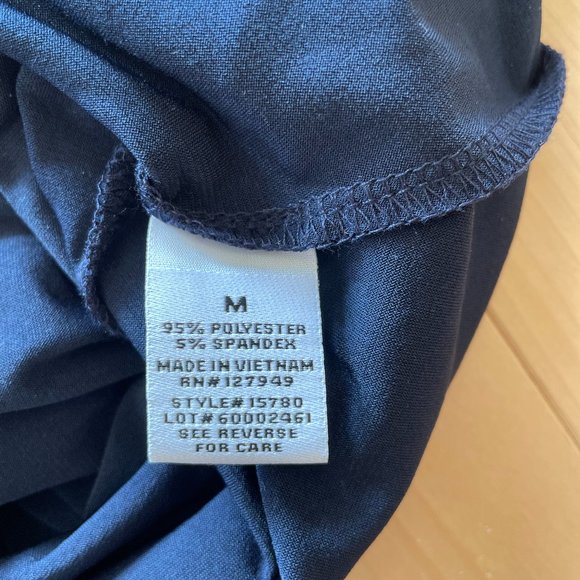 M
95% POLYESTER
5% SPANDEX
MADE IN VIETNAM
RN#127949
STYLE#15780
LOT#60002461
SEE REVERSE
FOR CARE